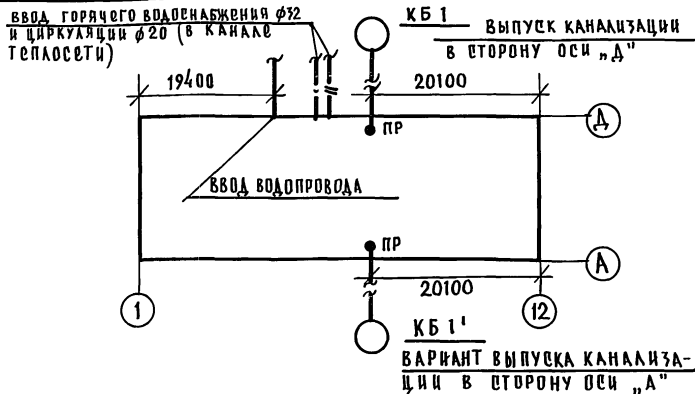 ВВОД ГОРЯЧЕГО ВОДОСНАБЖЕНИЯ ф32
И ЦИРКУЛЯЦИИ ф20 (В КАНАЛЕ
ТЕПЛОСЕТИ)
КБ 1
ВЫПУСК КАНАЛИЗАЦИИ
В СТОРОНУ ОСИ „Д"
19400
20100
ПР
Д
ВВОД ВОДОПРОВОДА
ПР
А
20100
1
12
КБ 1'
ВАРИАНТ ВЫПУСКА КАНАЛИЗА-
ЦИИ В СТОРОНУ ОСИ „А"